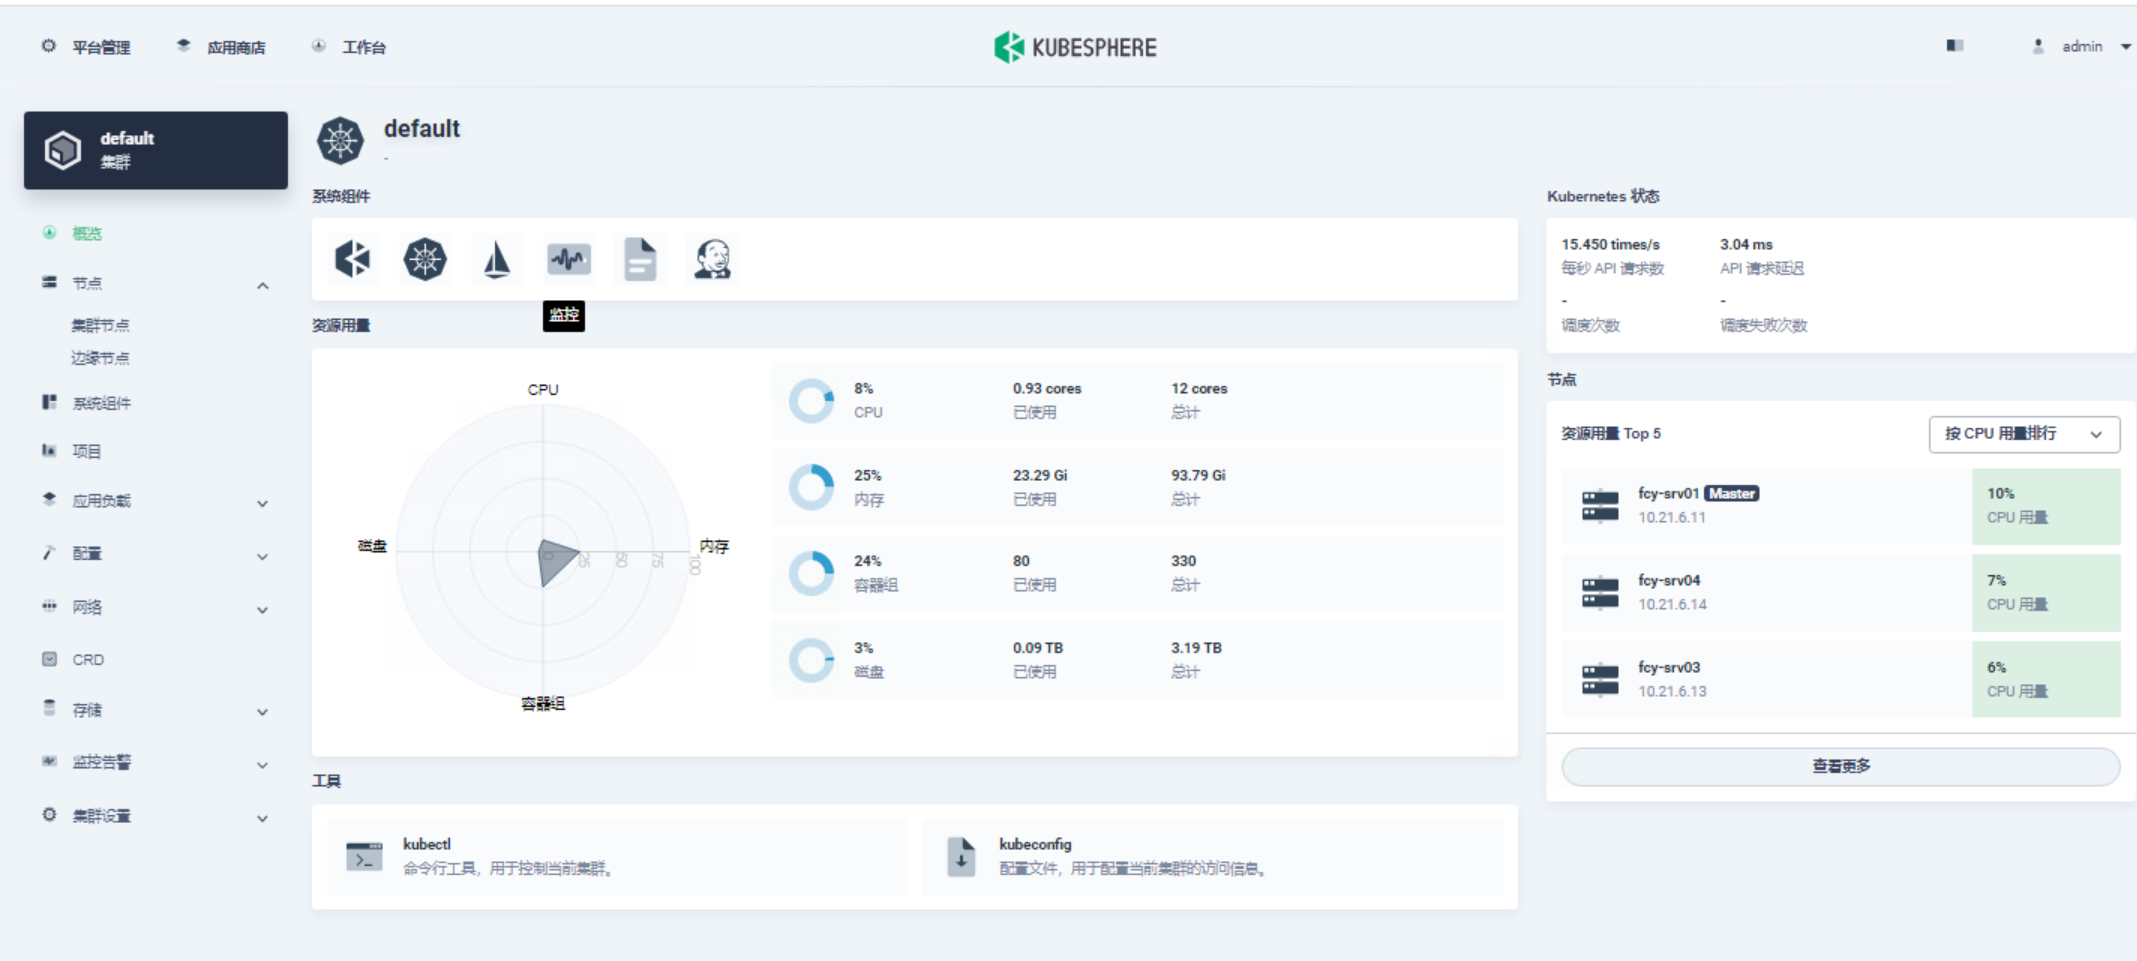 平台管理
应用商店
工作台
KUBESPHERE
admin
default
集群
概览
节点
集群节点
边缘节点
系统组件
项目
应用负载
配置
网络
CRD
存储
监控告警
集群设置
default
-
系统组件
监控
资源用量
CPU
内存
容器组
磁盘
0 25 50 75 100
8% 0.93 cores 12 cores
CPU 已使用 总计
25% 23.29 Gi 93.79 Gi
内存 已使用 总计
24% 80 330
容器组 已使用 总计
3% 0.09 TB 3.19 TB
磁盘 已使用 总计
工具
kubectl
命令行工具，用于控制当前集群。
kubeconfig
配置文件，用于配置当前集群的访问信息。
Kubernetes 状态
15.450 times/s 3.04 ms
每秒 API 请求数 API 请求延迟
- -
调度次数 调度失败次数
节点
资源用量 Top 5 按 CPU 用量排行
fcy-srv01 Master 10%
10.21.6.11 CPU 用量
fcy-srv04 7%
10.21.6.14 CPU 用量
fcy-srv03 6%
10.21.6.13 CPU 用量
查看更多